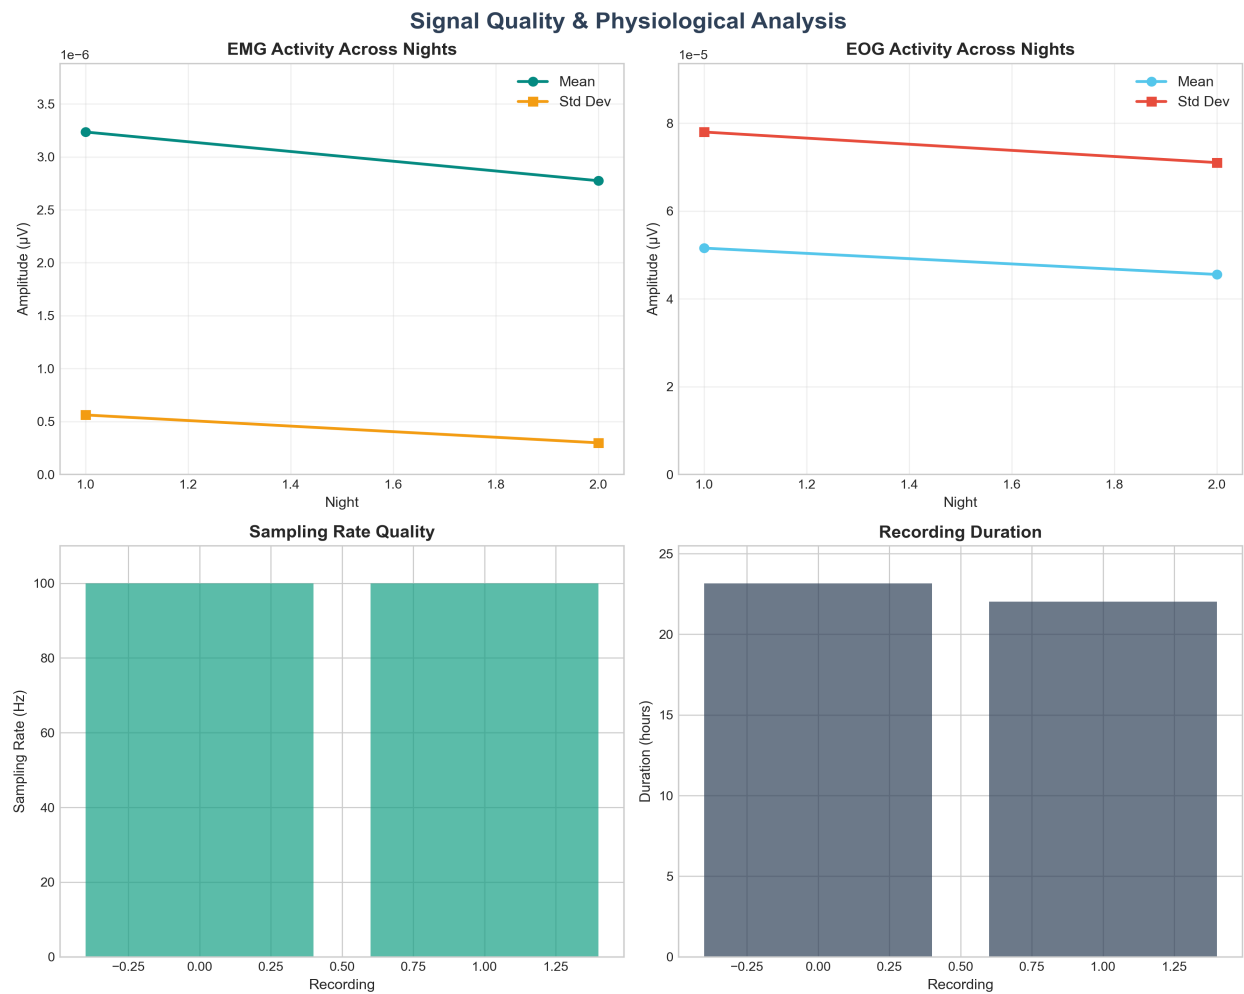 Signal Quality & Physiological Analysis
EMG Activity Across Nights
1e−6
Mean
Std Dev
3.5
3.0
2.5
2.0
1.5
1.0
0.5
0.0
Amplitude (μV)
1.0 1.2 1.4 1.6 1.8 2.0
Night
EOG Activity Across Nights
1e−5
Mean
Std Dev
8
6
4
2
0
Amplitude (μV)
1.0 1.2 1.4 1.6 1.8 2.0
Night
Sampling Rate Quality
100
80
60
40
20
0
Sampling Rate (Hz)
−0.25 0.00 0.25 0.50 0.75 1.00 1.25
Recording
Recording Duration
25
20
15
10
5
0
Duration (hours)
−0.25 0.00 0.25 0.50 0.75 1.00 1.25
Recording